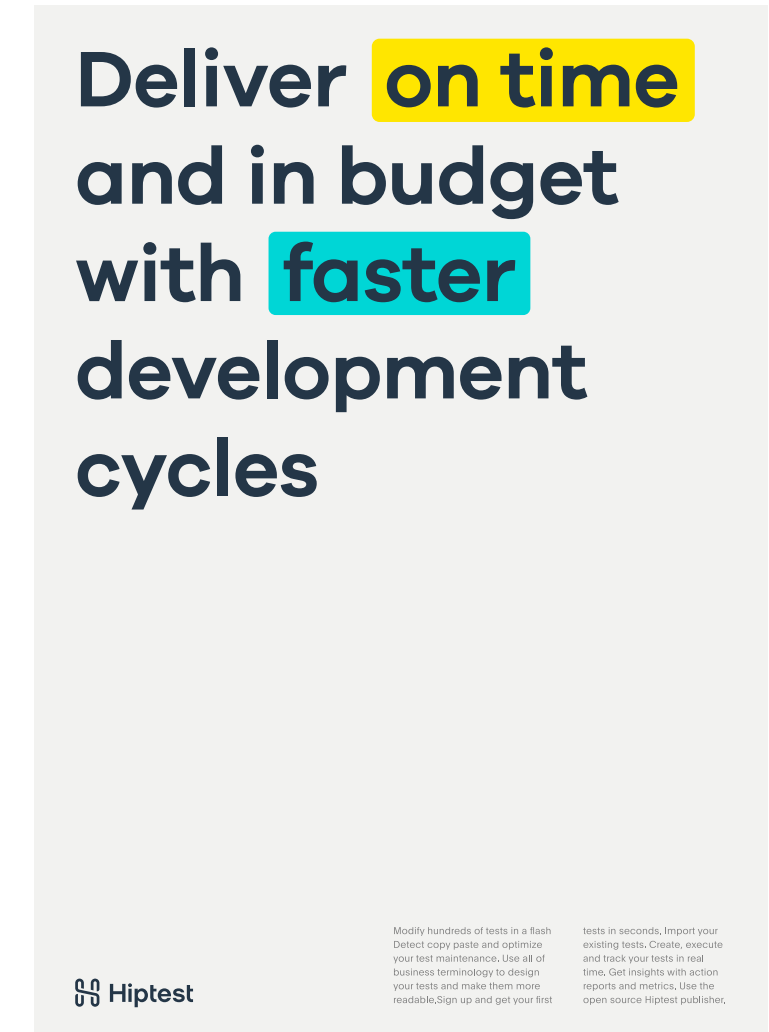 Deliver on time
and in budget
with faster
development
cycles
Hiptest
Modify hundreds of tests in a flash
Detect copy paste and optimize
your test maintenance. Use all of
business terminology to design
your tests and make them more
readable,Sign up and get your first
tests in seconds, Import your
existing tests. Create, execute
and track your tests in real
time. Get insights with action
reports and metrics. Use the
open source Hiptest publisher.